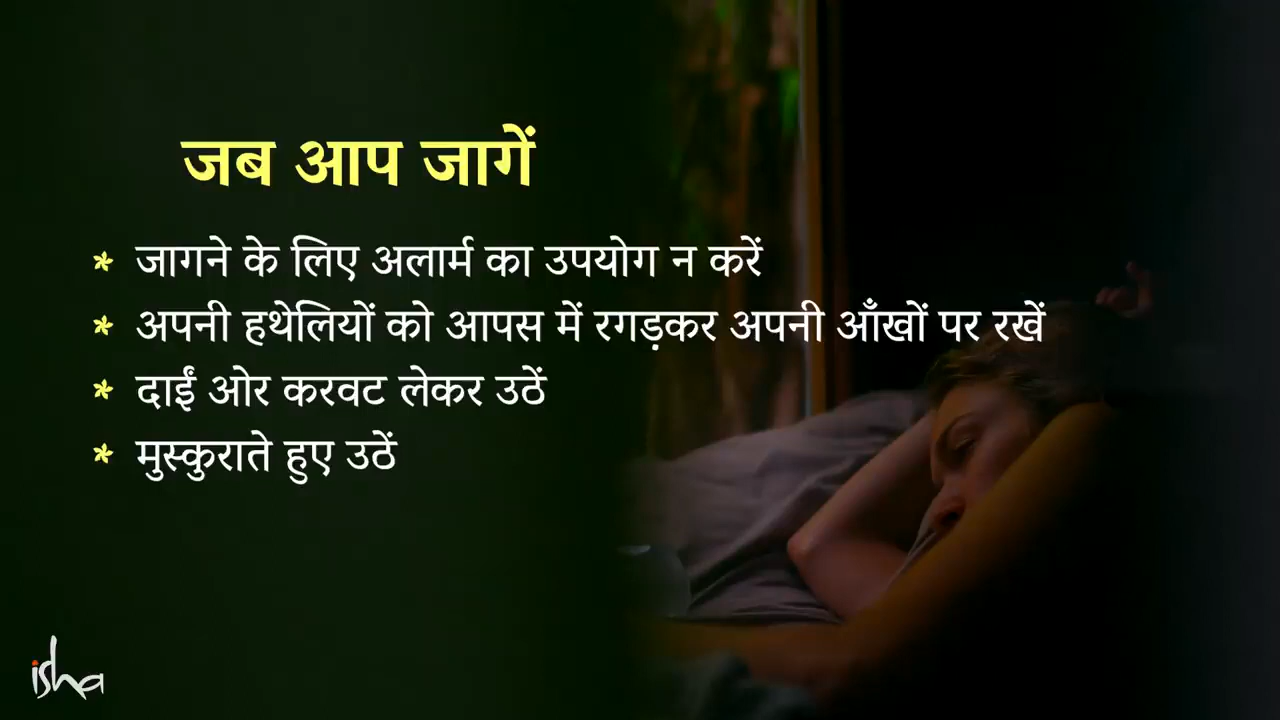 जब आप जागें
* जागने के लिए अलार्म का उपयोग न करें
* अपनी हथेलियों को आपस में रगड़कर अपनी आँखों पर रखें
* दाईं ओर करवट लेकर उठें
* मुस्कुराते हुए उठें
isha